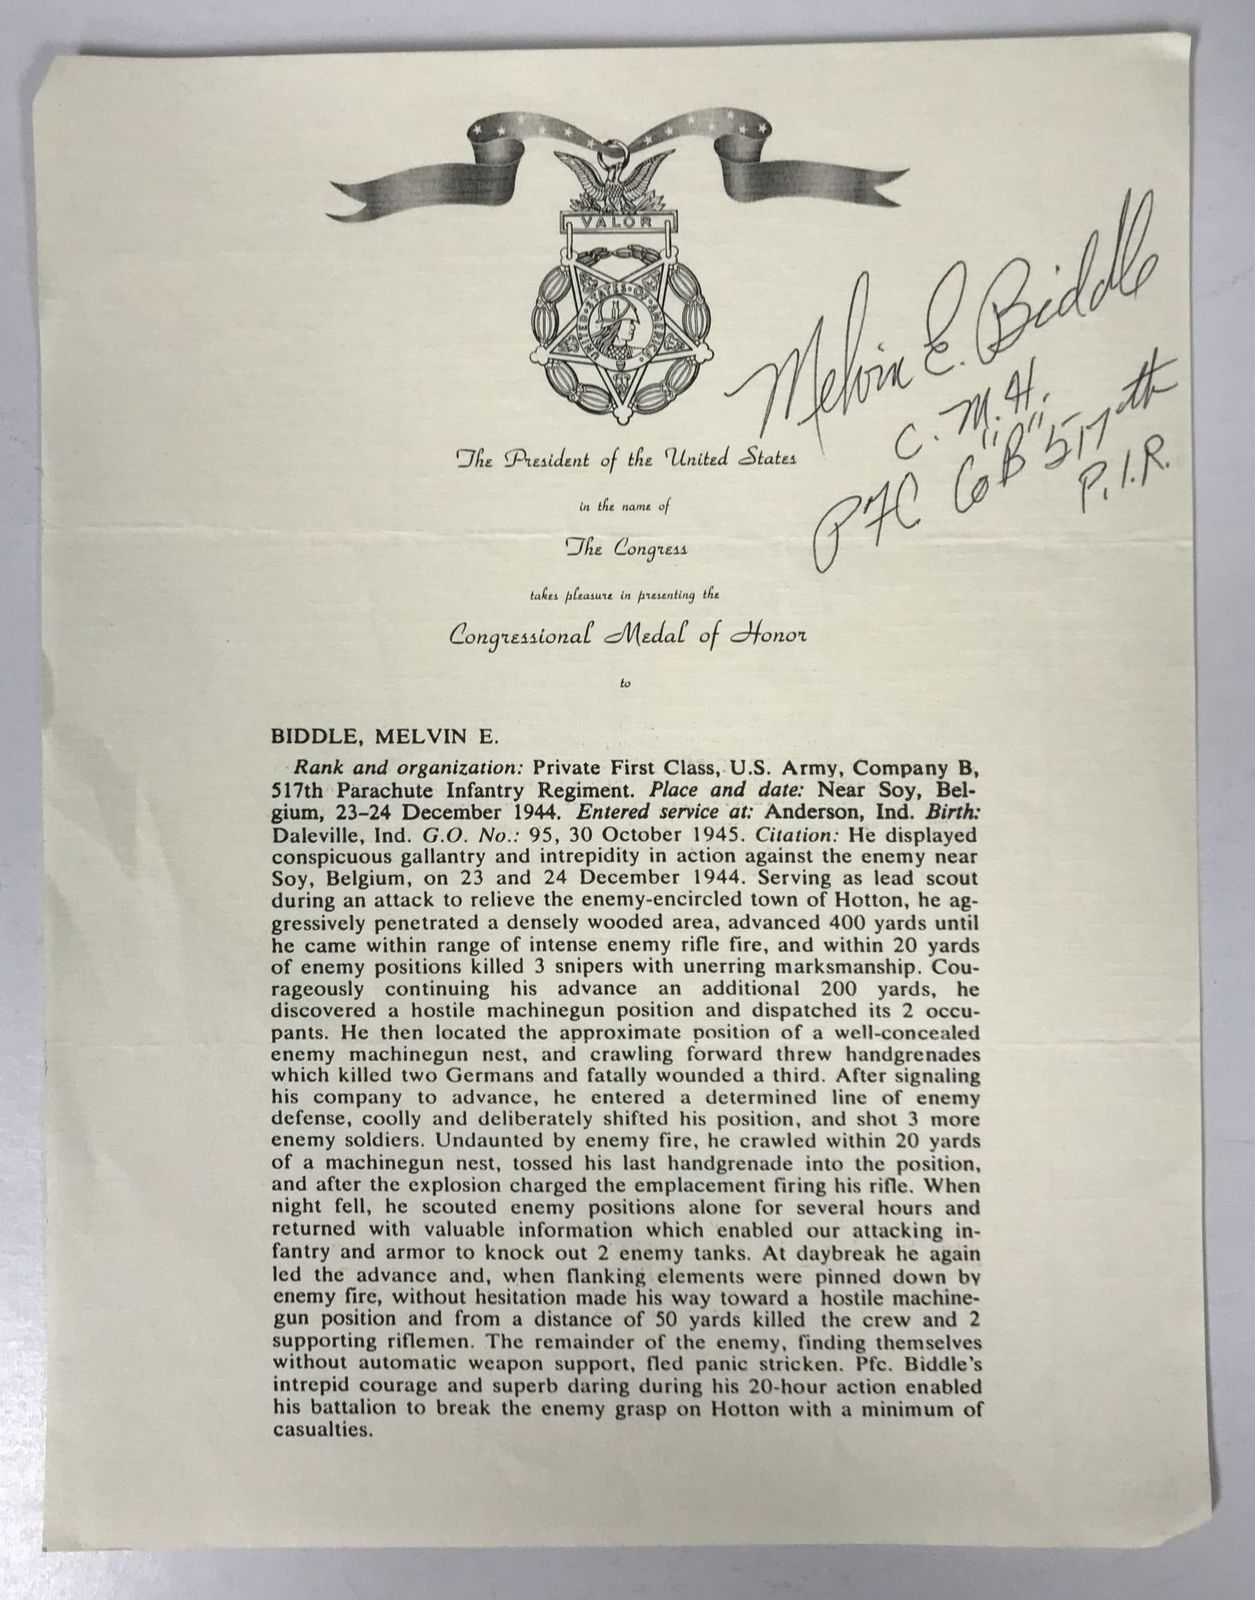 VALOR
UNITED·STATES·OF·AMERICA
Melvin E. Biddle
C. M. H.
PFC Co "B" 517th
P.I.R.
The President of the United States
in the name of
The Congress
takes pleasure in presenting the
Congressional Medal of Honor
to
BIDDLE, MELVIN E.
Rank and organization: Private First Class, U.S. Army, Company B,
517th Parachute Infantry Regiment. Place and date: Near Soy, Bel-
gium, 23–24 December 1944. Entered service at: Anderson, Ind. Birth:
Daleville, Ind. G.O. No.: 95, 30 October 1945. Citation: He displayed
conspicuous gallantry and intrepidity in action against the enemy near
Soy, Belgium, on 23 and 24 December 1944. Serving as lead scout
during an attack to relieve the enemy-encircled town of Hotton, he ag-
gressively penetrated a densely wooded area, advanced 400 yards until
he came within range of intense enemy rifle fire, and within 20 yards
of enemy positions killed 3 snipers with unerring marksmanship. Cou-
rageously continuing his advance an additional 200 yards, he
discovered a hostile machinegun position and dispatched its 2 occu-
pants. He then located the approximate position of a well-concealed
enemy machinegun nest, and crawling forward threw handgrenades
which killed two Germans and fatally wounded a third. After signaling
his company to advance, he entered a determined line of enemy
defense, coolly and deliberately shifted his position, and shot 3 more
enemy soldiers. Undaunted by enemy fire, he crawled within 20 yards
of a machinegun nest, tossed his last handgrenade into the position,
and after the explosion charged the emplacement firing his rifle. When
night fell, he scouted enemy positions alone for several hours and
returned with valuable information which enabled our attacking in-
fantry and armor to knock out 2 enemy tanks. At daybreak he again
led the advance and, when flanking elements were pinned down by
enemy fire, without hesitation made his way toward a hostile machine-
gun position and from a distance of 50 yards killed the crew and 2
supporting riflemen. The remainder of the enemy, finding themselves
without automatic weapon support, fled panic stricken. Pfc. Biddle's
intrepid courage and superb daring during his 20-hour action enabled
his battalion to break the enemy grasp on Hotton with a minimum of
casualties.